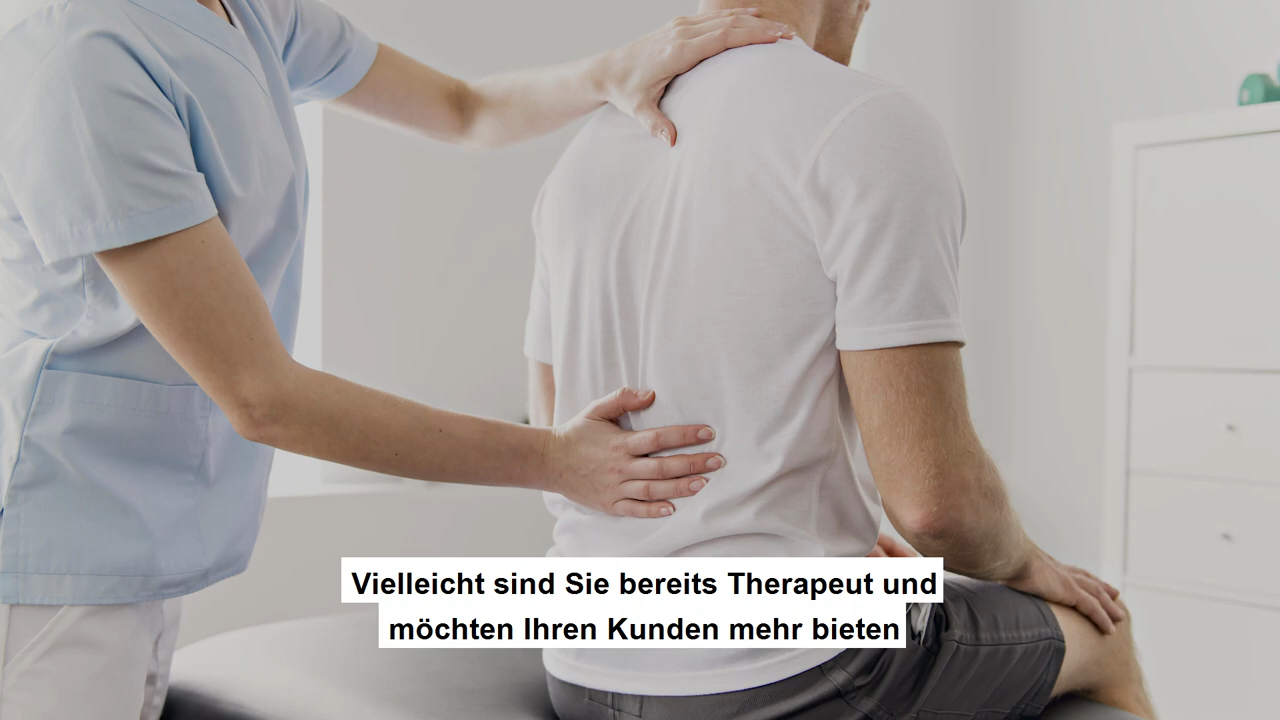 Vielleicht sind Sie bereits Therapeut und
möchten Ihren Kunden mehr bieten